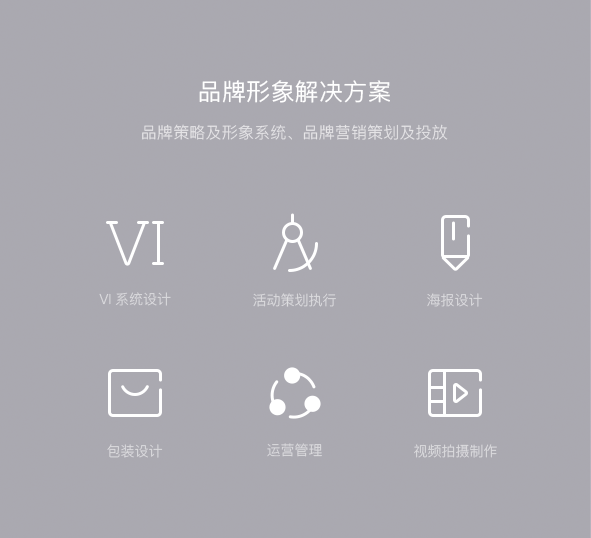 品牌形象解决方案
品牌策略及形象系统、品牌营销策划及投放
VI
VI 系统设计
活动策划执行
海报设计
包装设计
运营管理
视频拍摄制作